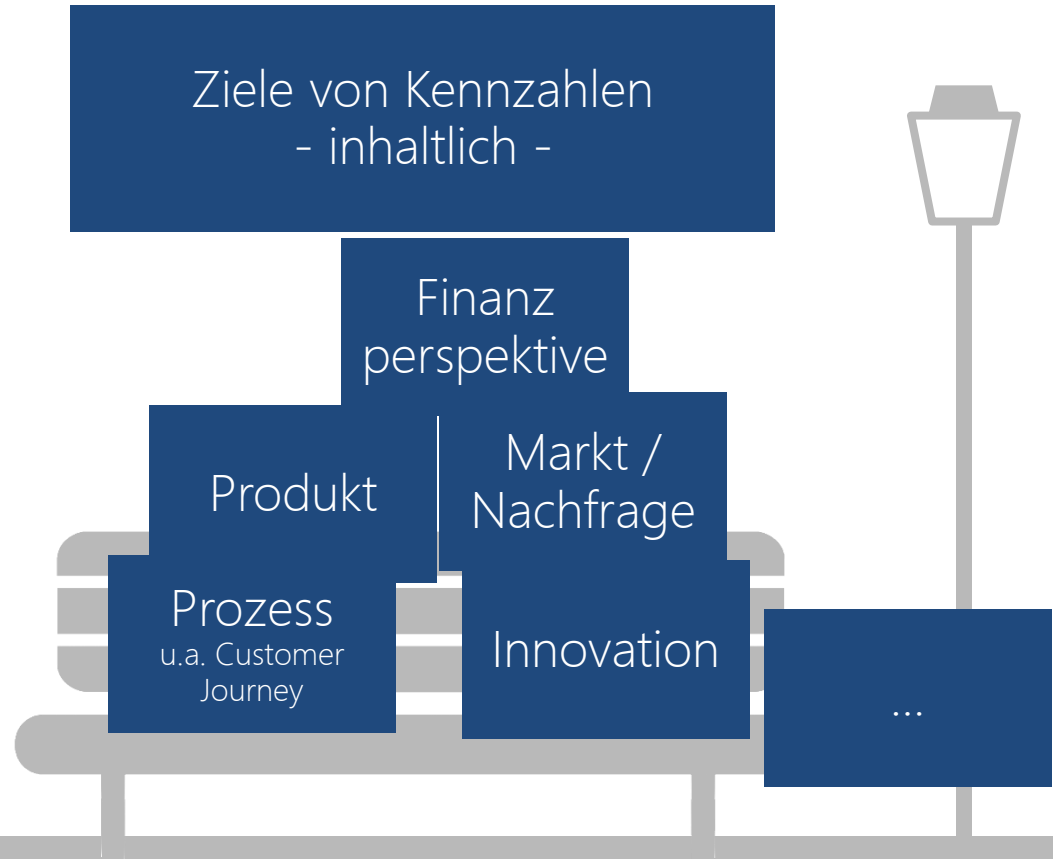 Ziele von Kennzahlen
- inhaltlich -
Finanz
perspektive
Produkt
Markt /
Nachfrage
Prozess
u.a. Customer
Journey
Innovation
...